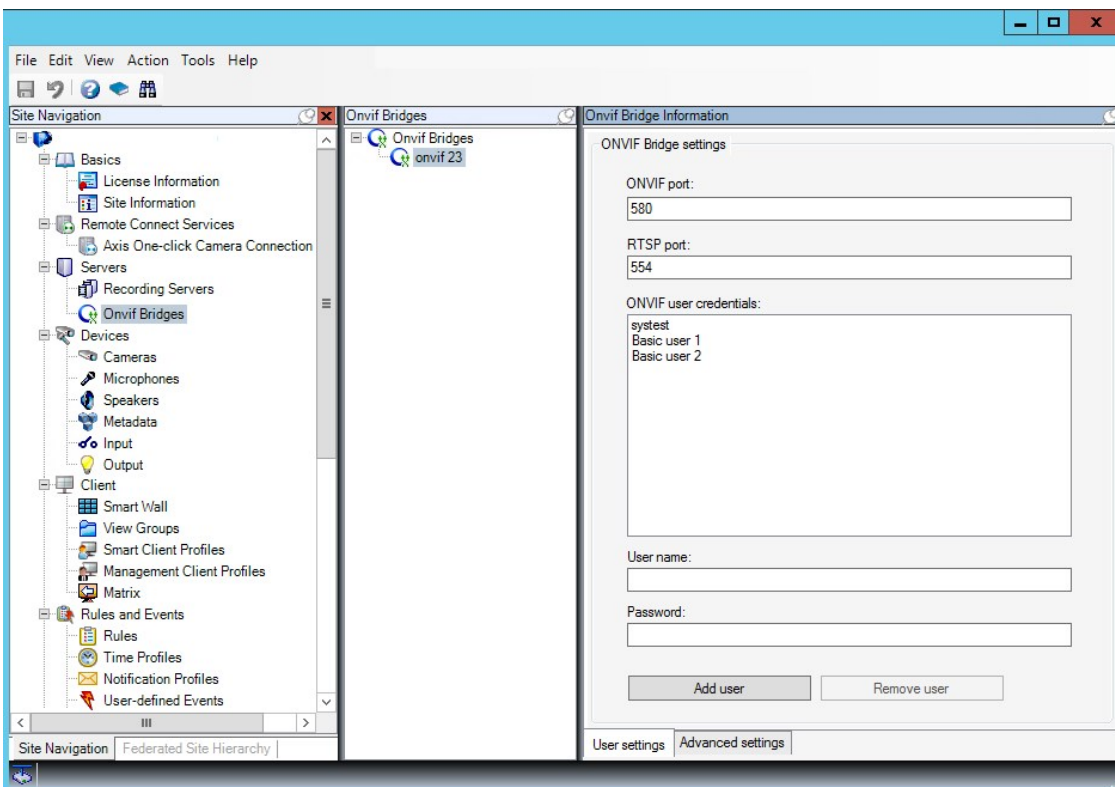 File Edit View Action Tools Help
Site Navigation
Basics
License Information
Site Information
Remote Connect Services
Axis One-click Camera Connection
Servers
Recording Servers
Onvif Bridges
Devices
Cameras
Microphones
Speakers
Metadata
Input
Output
Client
Smart Wall
View Groups
Smart Client Profiles
Management Client Profiles
Matrix
Rules and Events
Rules
Time Profiles
Notification Profiles
User-defined Events
Site Navigation Federated Site Hierarchy
Onvif Bridges
Onvif Bridges
onvif 23
Onvif Bridge Information
ONVIF Bridge settings
ONVIF port:
580
RTSP port:
554
ONVIF user credentials:
systest
Basic user 1
Basic user 2
User name:
Password:
Add user Remove user
User settings Advanced settings